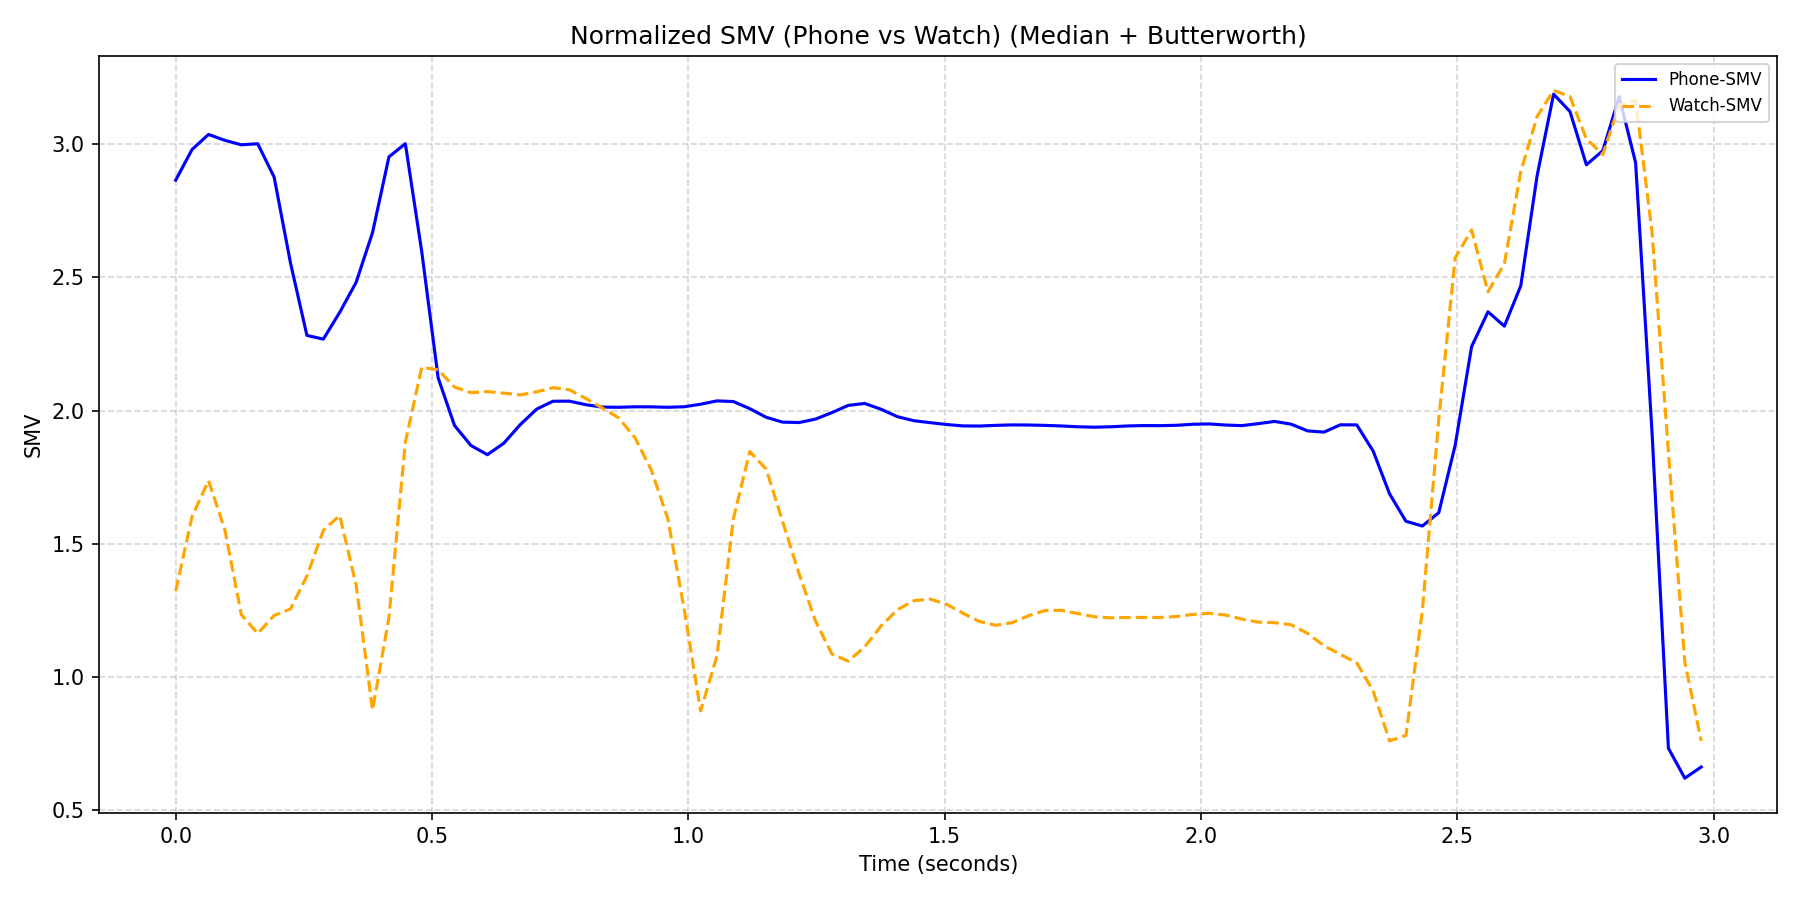 Normalized SMV (Phone vs Watch) (Median + Butterworth)
Phone-SMV
Watch-SMV
SMV
3.0
2.5
2.0
1.5
1.0
0.5
0.0 0.5 1.0 1.5 2.0 2.5 3.0
Time (seconds)